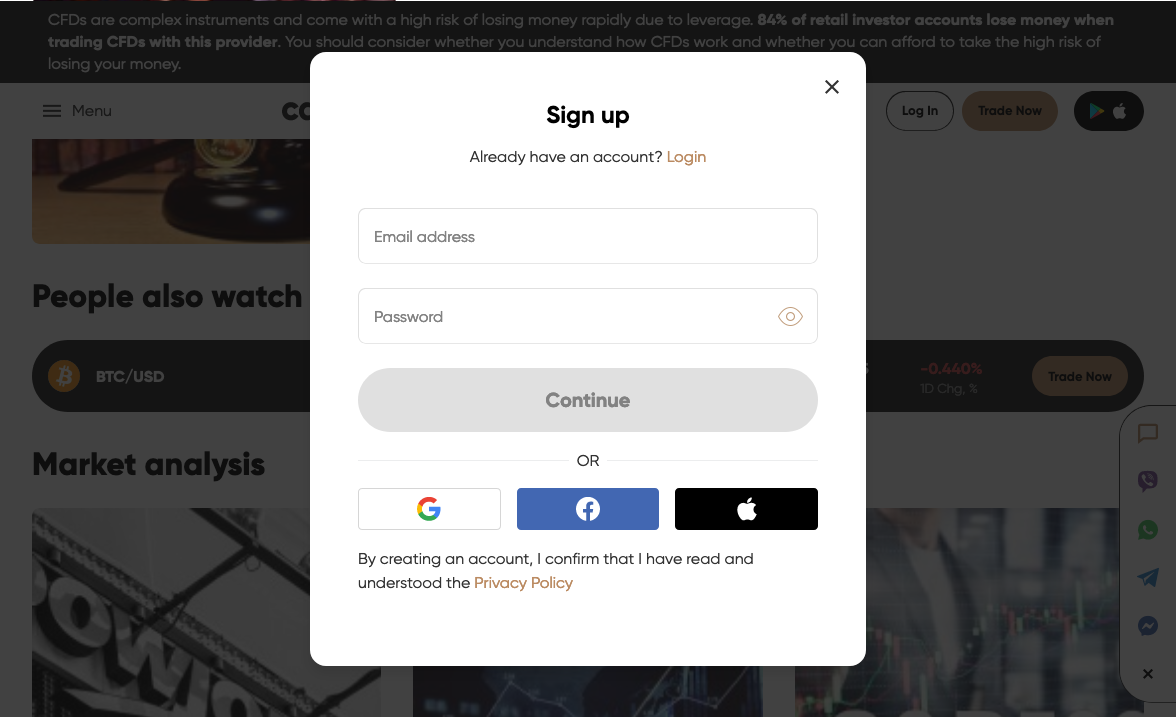 CFDs are complex instruments and come with a high risk of losing money rapidly due to leverage. 84% of retail investor accounts lose money when
trading CFDs with this provider. You should consider whether you understand how CFDs work and whether you can afford to take the high risk of
losing your money.
Menu
Log In
Trade Now
Sign up
Already have an account? Login
Email address
Password
Continue
OR
By creating an account, I confirm that I have read and
understood the Privacy Policy
People also watch
BTC/USD
-0.440%
1D Chg, %
Trade Now
Market analysis